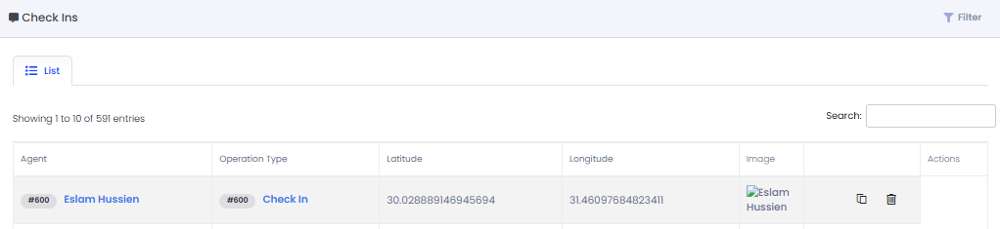 Check Ins
Filter
List
Showing 1 to 10 of 591 entries
Search:
Agent Operation Type Latitude Longitude Image Actions
#600 Eslam Hussien #600 Check In 30.028889146945694 31.46097684823411 Eslam
Hussien